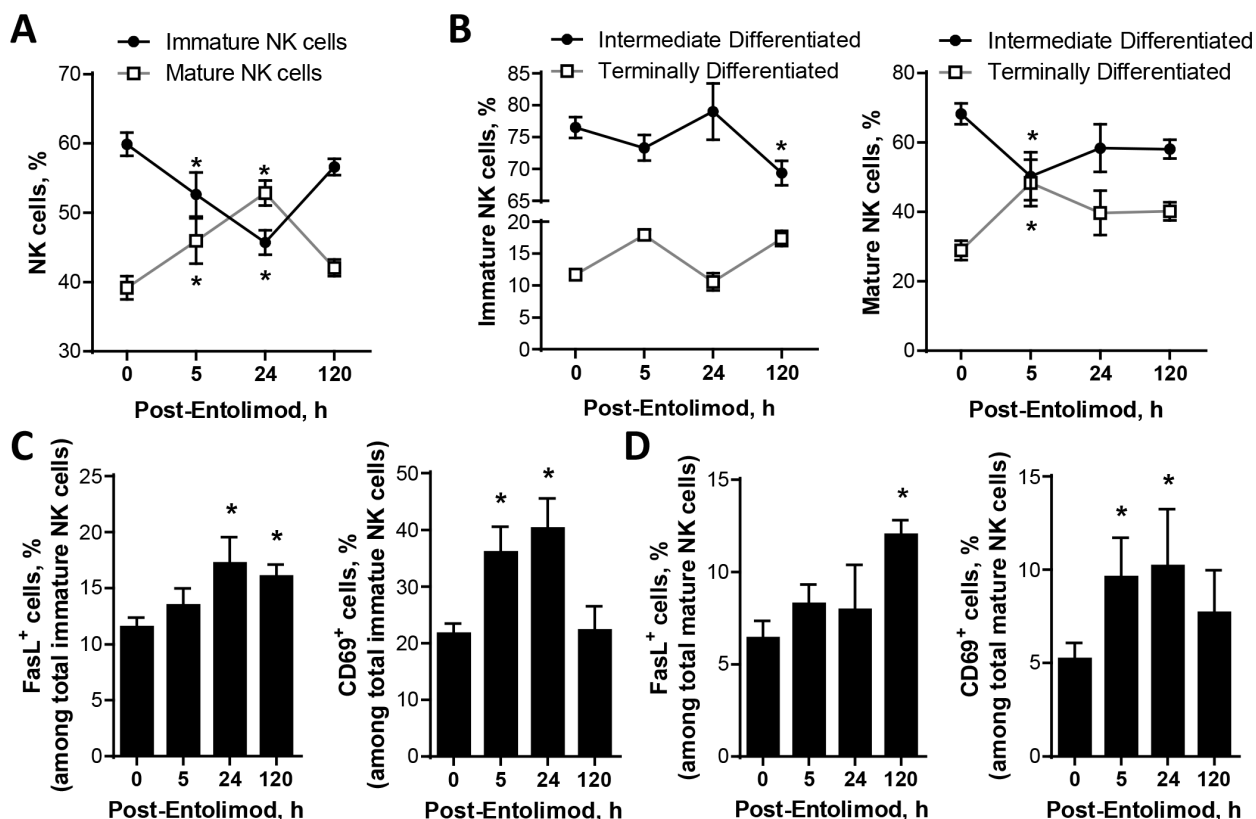 A
Immature NK cells
Mature NK cells
70
60
50
40
30
NK cells, %
* *
* *
0 5 24 120
Post-Entolimod, h
B
Intermediate Differentiated
Terminally Differentiated
85
80
75
70
65
20
15
10
5
0
Immature NK cells, %
*
0 5 24 120
Post-Entolimod, h
Intermediate Differentiated
Terminally Differentiated
80
60
40
20
0
Mature NK cells, %
*
*
0 5 24 120
Post-Entolimod, h
C
25
20
15
10
5
0
FasL+ cells, %
(among total immature NK cells)
* *
0 5 24 120
Post-Entolimod, h
50
40
30
20
10
0
CD69+ cells, %
(among total immatue NK cells)
* *
0 5 24 120
Post-Entolimod, h
D
15
10
5
0
FasL+ cells, %
(among total mature NK cells)
*
0 5 24 120
Post-Entolimod, h
15
10
5
0
CD69+ cells, %
(among total mature NK cells)
* *
0 5 24 120
Post-Entolimod, h